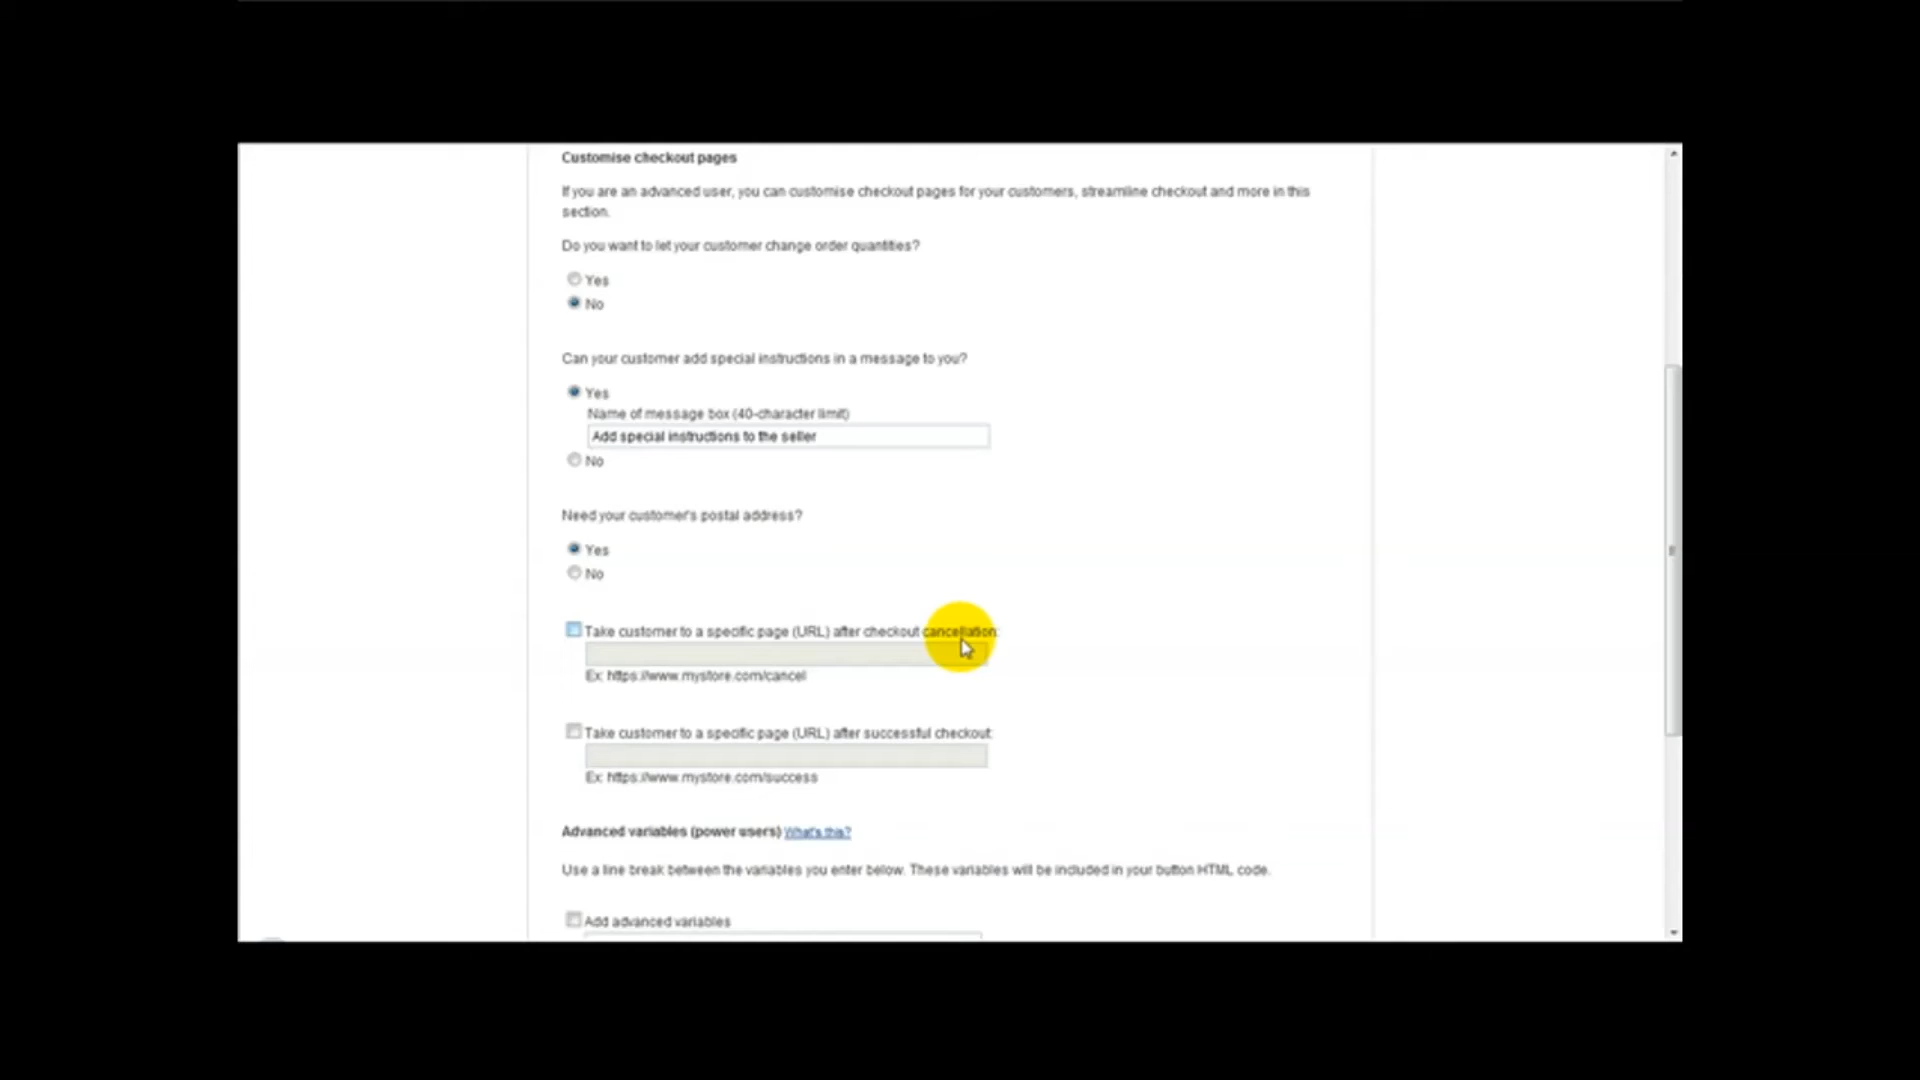 Customise checkout pages
If you are an advanced user, you can customise checkout pages for your customers, streamline checkout and more in this
section.
Do you want to let your customer change order quantities?
Yes
No
Can your customer add special instructions in a message to you?
Yes
Name of message box (40-character limit)
Add special instructions to the seller
No
Need your customer's postal address?
Yes
No
Take customer to a specific page (URL) after checkout cancellation:
Ex: https://www.mystore.com/cancel
Take customer to a specific page (URL) after successful checkout:
Ex: https://www.mystore.com/success
Advanced variables (power users) What's this?
Use a line break between the variables you enter below. These variables will be included in your button HTML code.
Add advanced variables